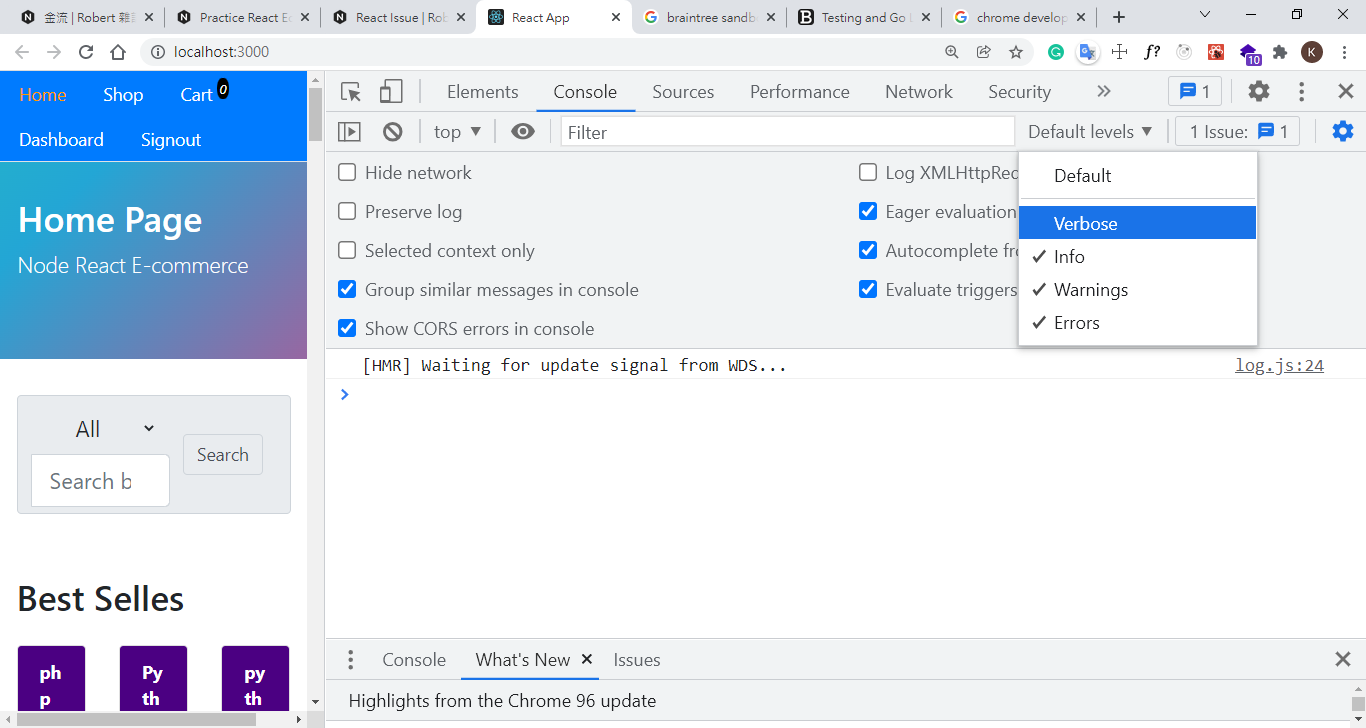 金流 | Robert 雜
Practice React E
React Issue | Rob
React App
braintree sandb
Testing and Go
chrome develop
localhost:3000
f?
10
K
Home
Shop
Cart 0
Dashboard
Signout
Home Page
Node React E-commerce
All
Search
Search b
Best Selles
ph
p
Py
th
py
th
Elements
Console
Sources
Performance
Network
Security
1
top
Filter
Default levels
1 Issue:
1
Hide network
Log XMLHttpRec
Preserve log
Eager evaluation
Selected context only
Autocomplete fr
Group similar messages in console
Evaluate triggers
Show CORS errors in console
Default
Verbose
Info
Warnings
Errors
[HMR] Waiting for update signal from WDS...
log.js:24
Console
What's New
Issues
Highlights from the Chrome 96 update